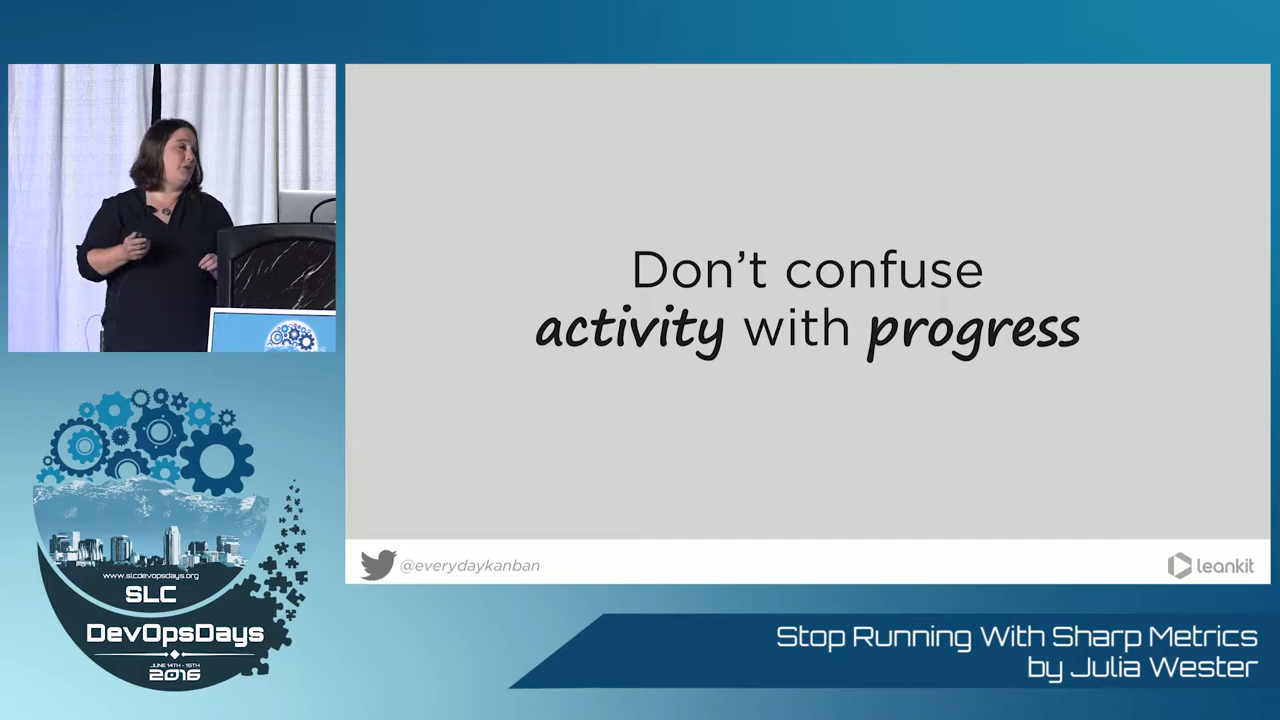 Don't confuse
activity with progress
@everydaykanban
leankit
www.slcdevopsdays.org
SLC
DevOpsDays
JUNE 14TH - 15TH
2016
Stop Running With Sharp Metrics
by Julia Wester